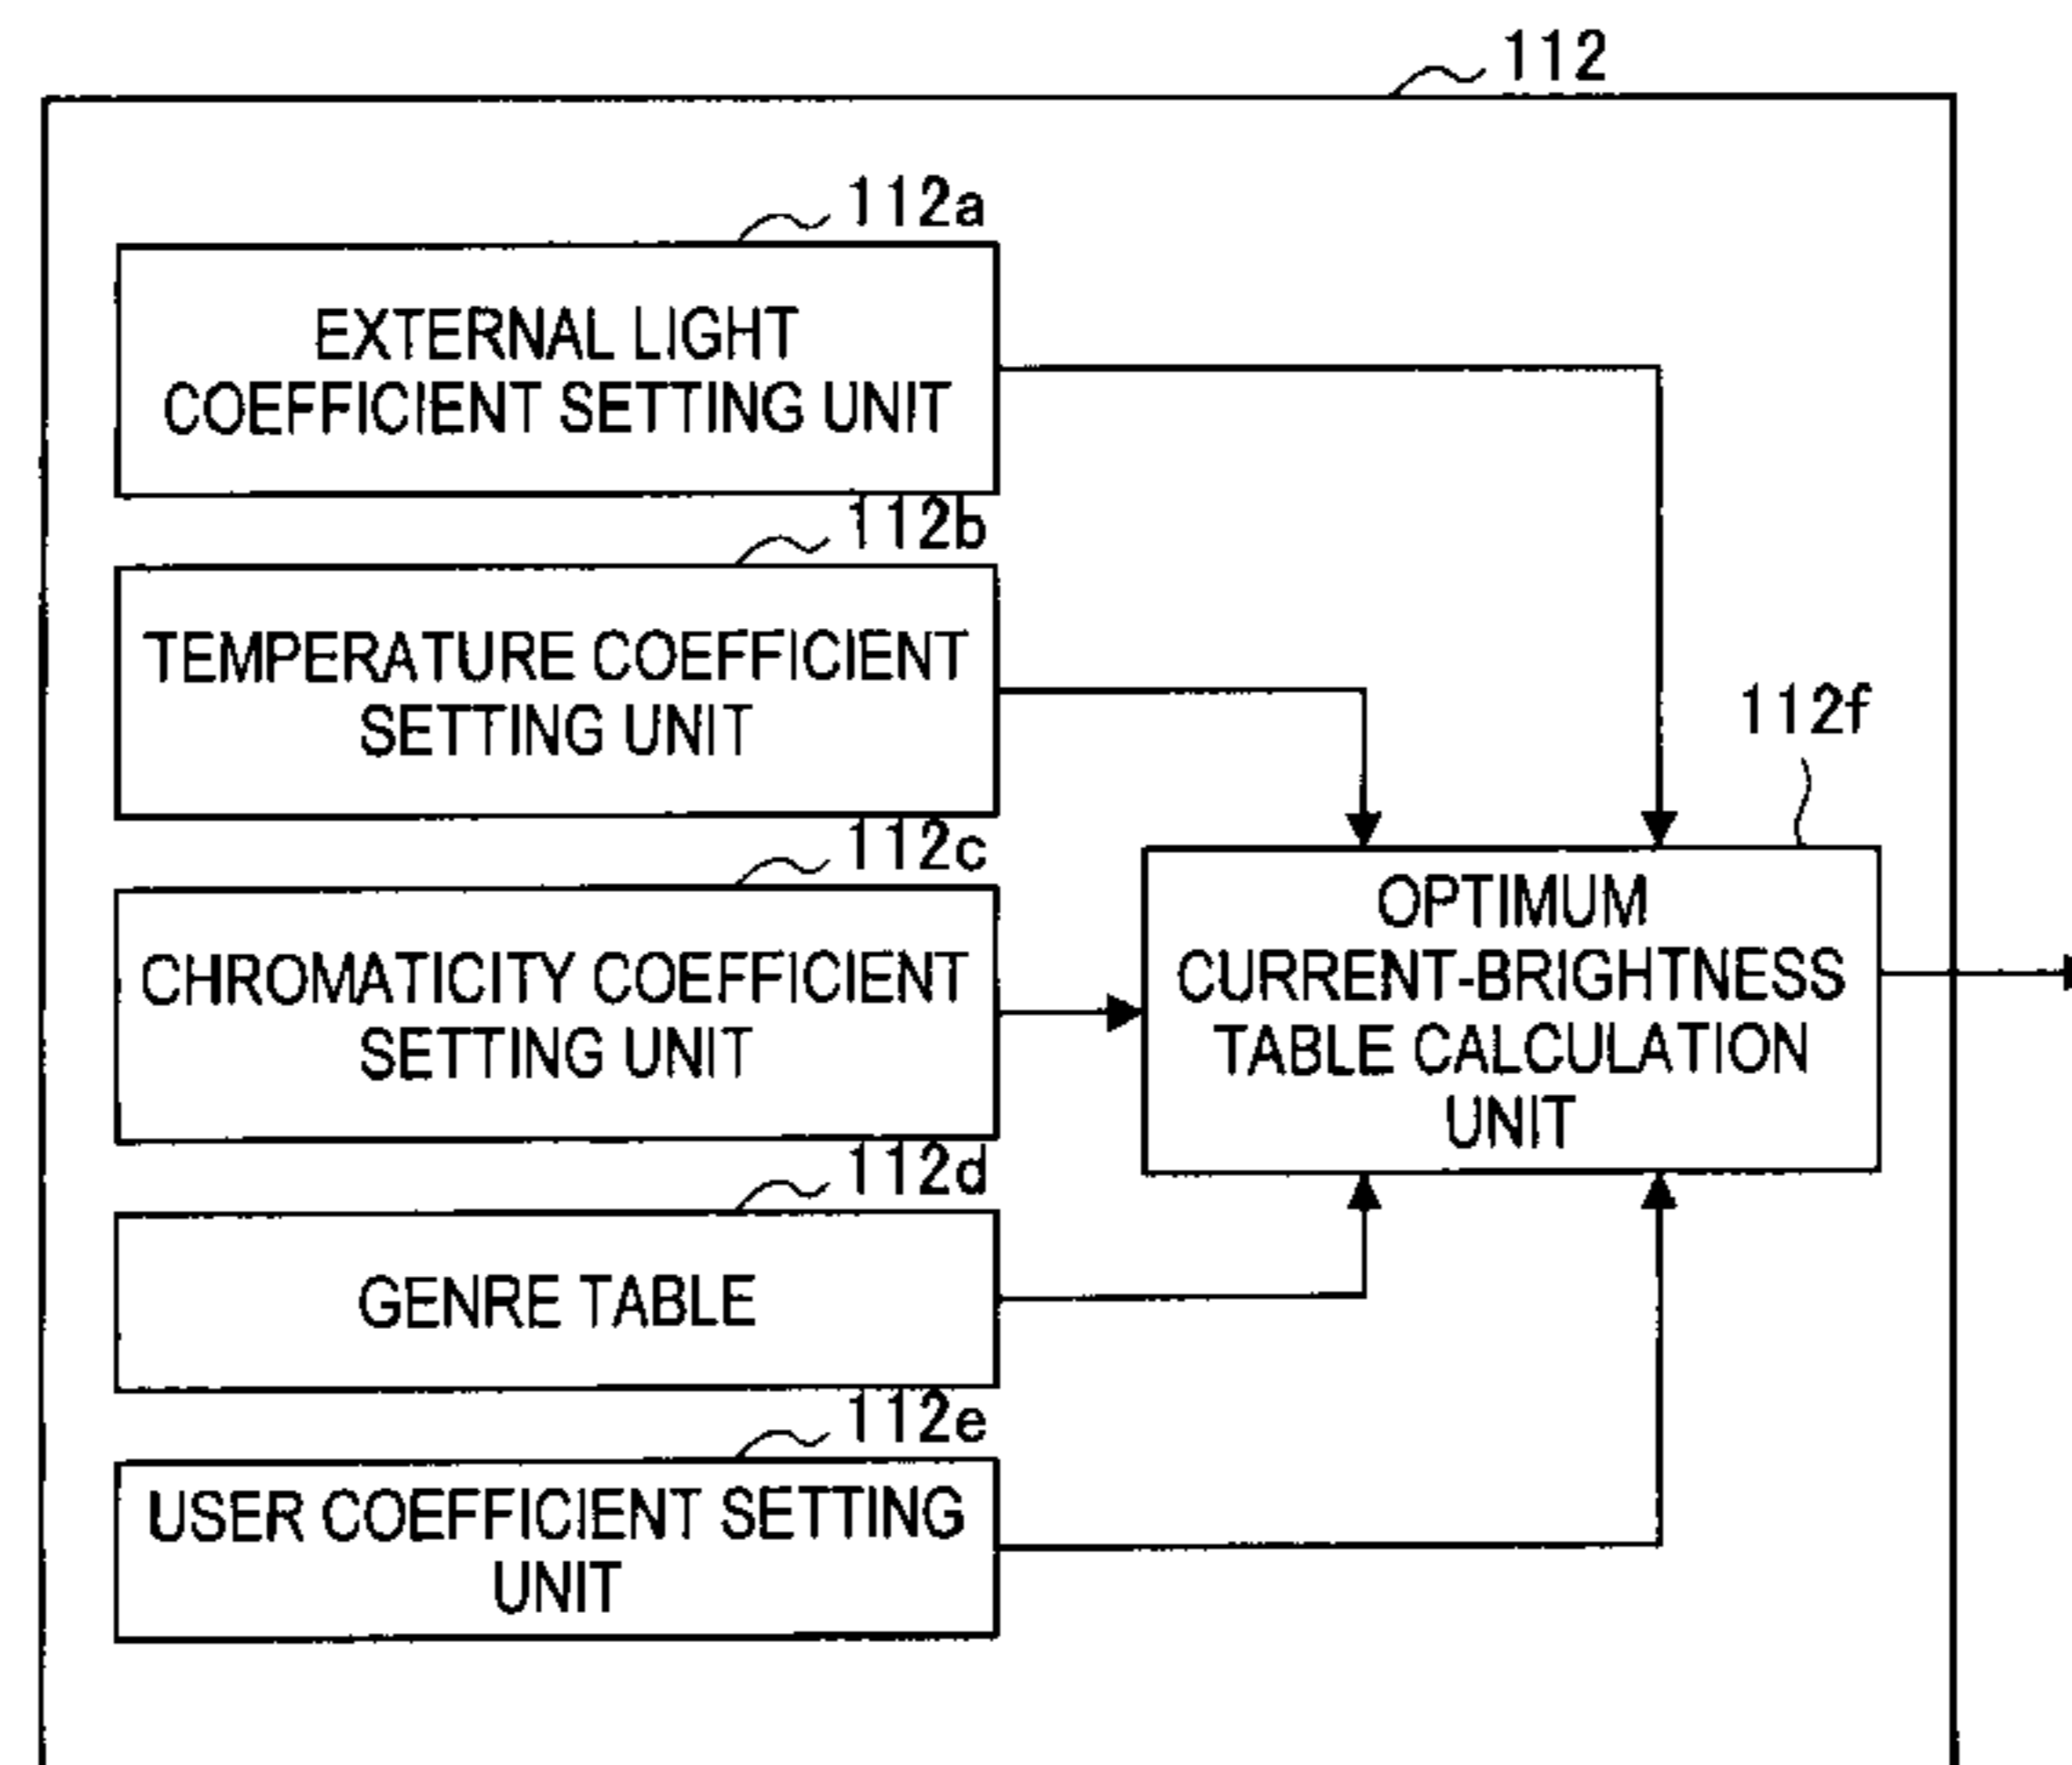 112
112a
EXTERNAL LIGHT
COEFFICIENT SETTING UNIT
112b
TEMPERATURE COEFFICIENT
SETTING UNIT
112c
CHROMATICITY COEFFICIENT
SETTING UNIT
112d
GENRE TABLE
112e
USER COEFFICIENT SETTING
UNIT
112f
OPTIMUM
CURRENT-BRIGHTNESS
TABLE CALCULATION
UNIT